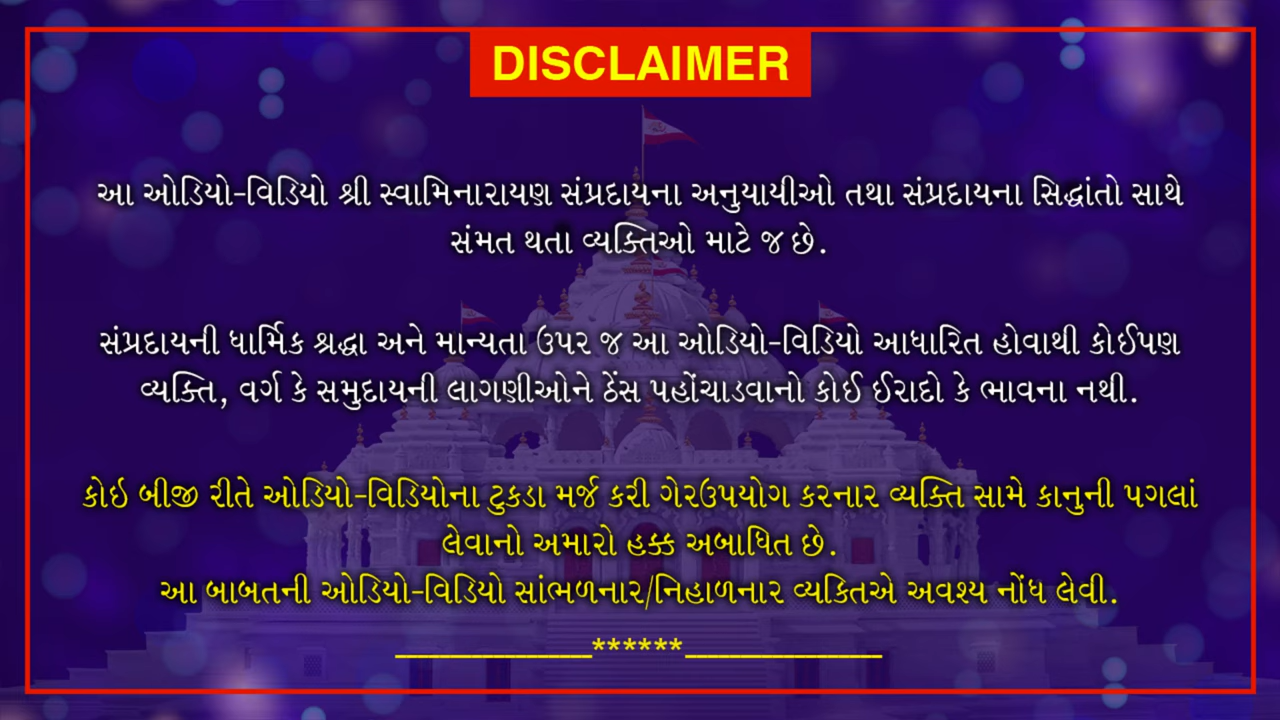 DISCLAIMER
આ ઓડિયો-વિડિયો શ્રી સ્વામિનારાયણ સંપ્રદાયના અનુયાયીઓ તથા સંપ્રદાયના સિદ્ધાંતો સાથે
સંમત થતા વ્યક્તિઓ માટે જ છે.
સંપ્રદાયની ધાર્મિક શ્રદ્ધા અને માન્યતા ઉપર જ આ ઓડિયો-વિડિયો આધારિત હોવાથી કોઈપણ
વ્યક્તિ, વર્ગ કે સમુદાયની લાગણીઓને ઠેંસ પહોંચાડવાનો કોઈ ઈરાદો કે ભાવના નથી.
કોઇ બીજી રીતે ઓડિયો-વિડિયોના ટુકડા મર્જ કરી ગેરઉપયોગ કરનાર વ્યક્તિ સામે કાનુની પગલાં
લેવાનો અમારો હક્ક અબાધિત છે.
આ બાબતની ઓડિયો-વિડિયો સાંભળનાર/નિહાળનાર વ્યકિતએ અવશ્ય નોંધ લેવી.
_______________******_______________